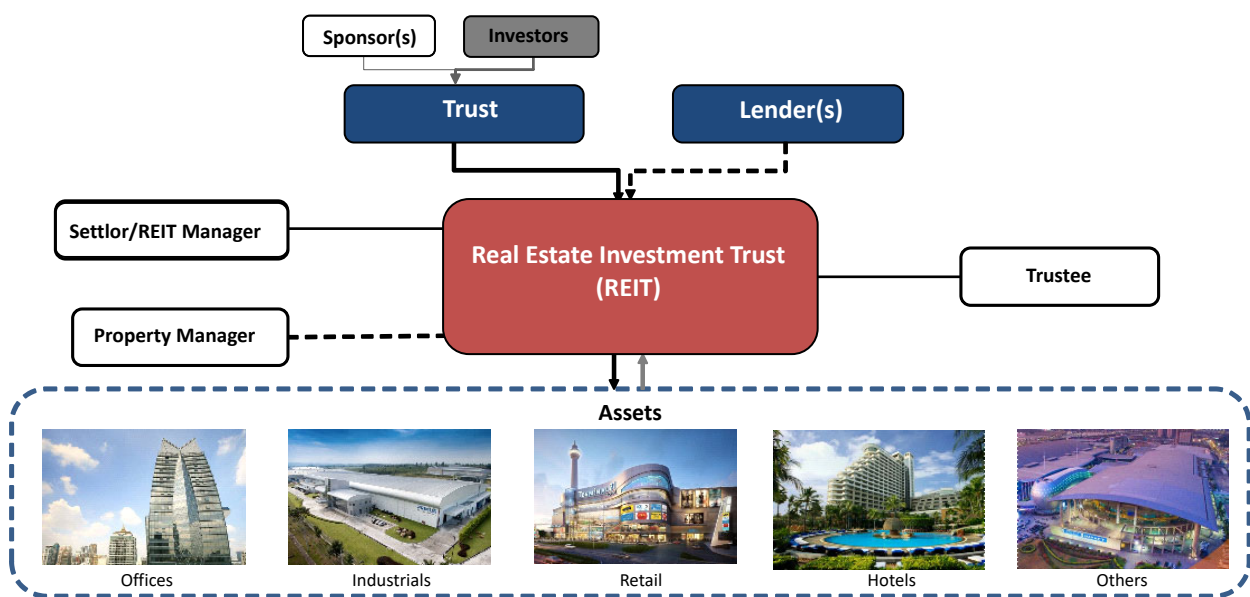 Sponsor(s)
Investors
Trust
Lender(s)
Settlor/REIT Manager
Real Estate Investment Trust
(REIT)
Trustee
Property Manager
Assets
Offices
Industrials
Retail
Hotels
Others